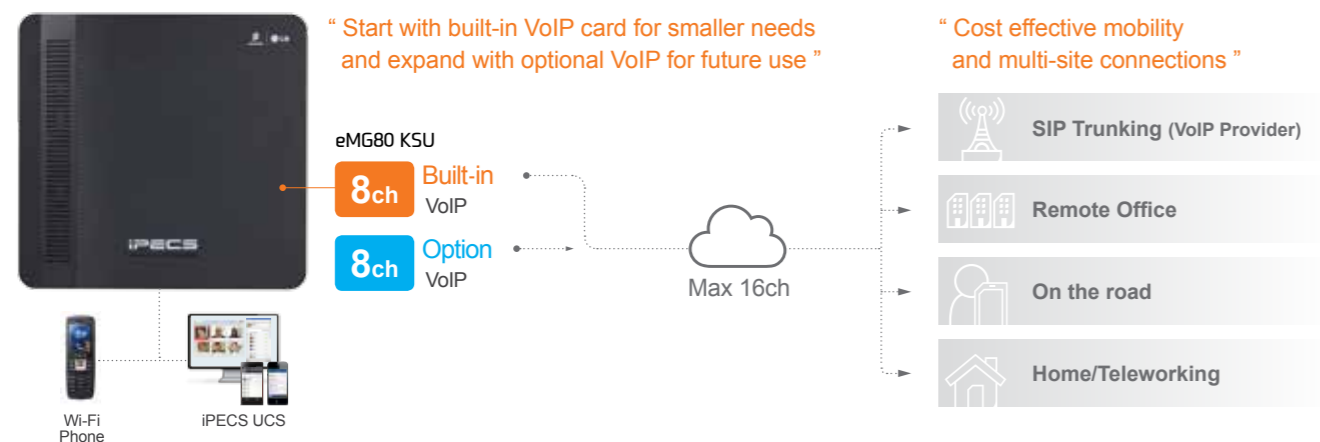 “ Start with built-in VoIP card for smaller needs
and expand with optional VoIP for future use ”
“ Cost effective mobility
and multi-site connections ”
eMG80 KSU
8ch Built-in
VoIP
8ch Option
VoIP
iPECS
Max 16ch
SIP Trunking (VoIP Provider)
Remote Office
On the road
Home/Teleworking
Wi-Fi
Phone
iPECS UCS